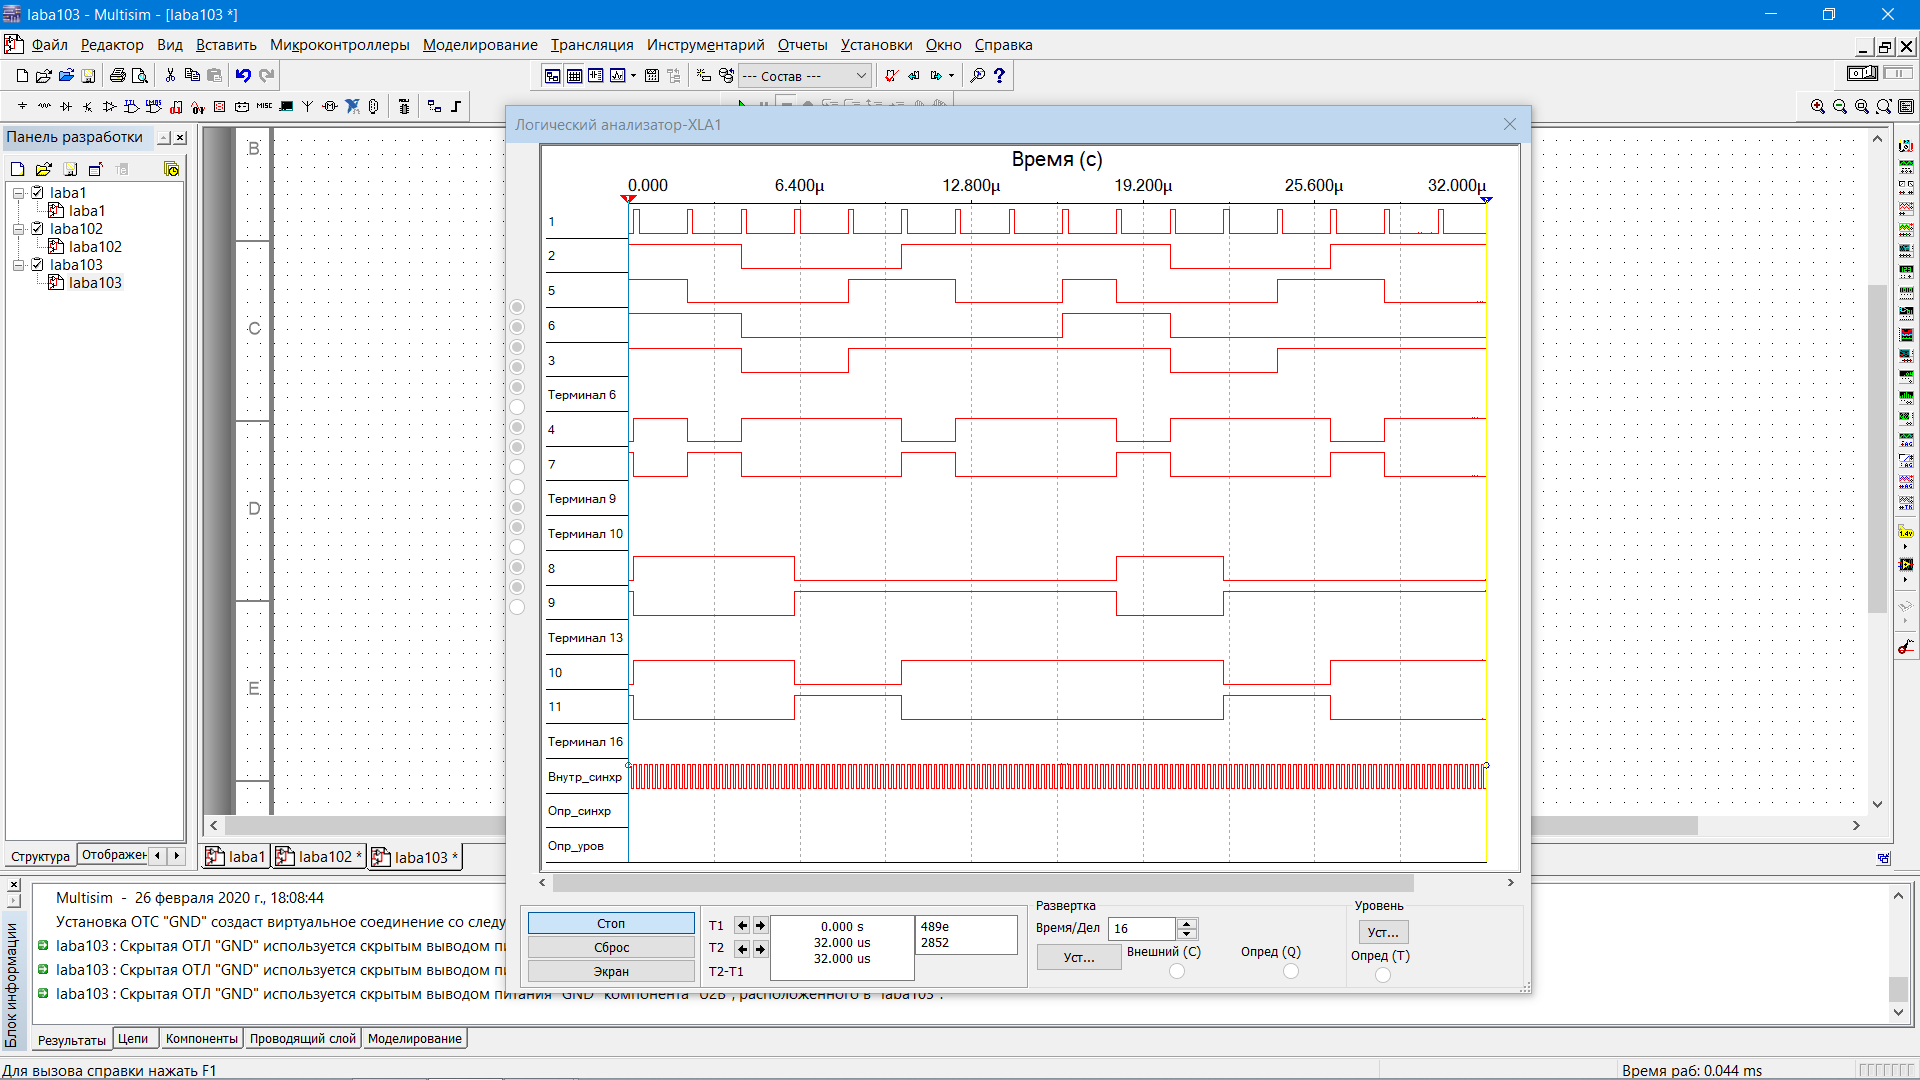 laba103 - Multisim - [laba103 *]
Файл Редактор Вид Вставить Микроконтроллеры Моделирование Трансляция Инструментарий Отчеты Установки Окно Справка
--- Состав ---
MISC
Панель разработки
laba1
laba1
laba102
laba102
laba103
laba103
Структура Отображен
B
C
D
E
Логический анализатор-XLA1
Время (с)
0.000 6.400µ 12.800µ 19.200µ 25.600µ 32.000µ
1
2
5
6
3
Терминал 6
4
7
Терминал 9
Терминал 10
8
9
Терминал 13
10
11
Терминал 16
Внутр_синхр
Опр_синхр
Опр_уров
Стоп
Сброс
Экран
T1
T2
T2-T1
0.000 s
32.000 us
32.000 us
489e
2852
Развертка
Время/Дел 16
Уст...
Внешний (C)
Опред (Q)
Уровень
Уст...
Опред (T)
laba1 laba102 * laba103 *
Блок информации
Multisim - 26 февраля 2020 г., 18:08:44
Установка ОТС "GND" создаст виртуальное соединение со следу
laba103 : Скрытая ОТЛ "GND" используется скрытым выводом пи
laba103 : Скрытая ОТЛ "GND" используется скрытым выводом пи
laba103 : Скрытая ОТЛ "GND" используется скрытым выводом питания "GND" компонента "U2B", расположенного в "laba103".
Результаты Цепи Компоненты Проводящий слой Моделирование
Для вызова справки нажать F1
Время раб: 0.044 ms